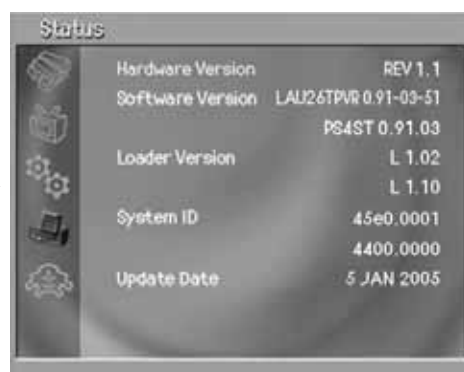 Status
Hardware Version REV 1.1
Software Version LAU26TPVR 0.91-03-51
PS4ST 0.91.03
Loader Version L 1.02
L 1.10
System ID 45e0.0001
4400.0000
Update Date 5 JAN 2005